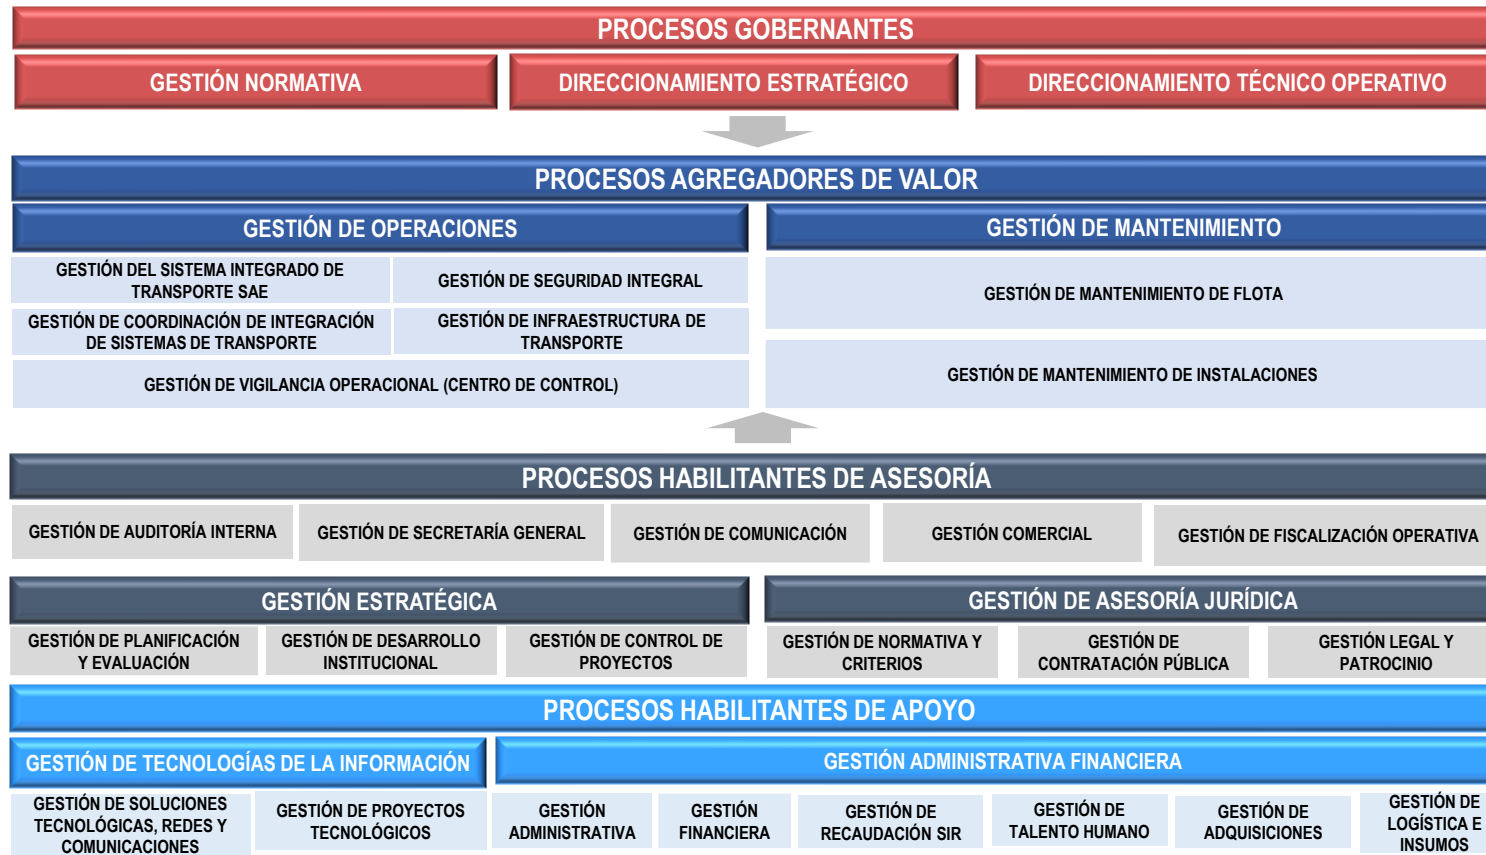 PROCESOS GOBERNANTES
GESTIÓN NORMATIVA
DIRECCIONAMIENTO ESTRATÉGICO
DIRECCIONAMIENTO TÉCNICO OPERATIVO
PROCESOS AGREGADORES DE VALOR
GESTIÓN DE OPERACIONES
GESTIÓN DEL SISTEMA INTEGRADO DE
TRANSPORTE SAE
GESTIÓN DE SEGURIDAD INTEGRAL
GESTIÓN DE COORDINACIÓN DE INTEGRACIÓN
DE SISTEMAS DE TRANSPORTE
GESTIÓN DE INFRAESTRUCTURA DE
TRANSPORTE
GESTIÓN DE VIGILANCIA OPERACIONAL (CENTRO DE CONTROL)
GESTIÓN DE MANTENIMIENTO
GESTIÓN DE MANTENIMIENTO DE FLOTA
GESTIÓN DE MANTENIMIENTO DE INSTALACIONES
PROCESOS HABILITANTES DE ASESORÍA
GESTIÓN DE AUDITORÍA INTERNA
GESTIÓN DE SECRETARÍA GENERAL
GESTIÓN DE COMUNICACIÓN
GESTIÓN COMERCIAL
GESTIÓN DE FISCALIZACIÓN OPERATIVA
GESTIÓN ESTRATÉGICA
GESTIÓN DE PLANIFICACIÓN
Y EVALUACIÓN
GESTIÓN DE DESARROLLO
INSTITUCIONAL
GESTIÓN DE CONTROL DE
PROYECTOS
GESTIÓN DE ASESORÍA JURÍDICA
GESTIÓN DE NORMATIVA Y
CRITERIOS
GESTIÓN DE
CONTRATACIÓN PÚBLICA
GESTIÓN LEGAL Y
PATROCINIO
PROCESOS HABILITANTES DE APOYO
GESTIÓN DE TECNOLOGÍAS DE LA INFORMACIÓN
GESTIÓN DE SOLUCIONES
TECNOLÓGICAS, REDES Y
COMUNICACIONES
GESTIÓN DE PROYECTOS
TECNOLÓGICOS
GESTIÓN ADMINISTRATIVA FINANCIERA
GESTIÓN
ADMINISTRATIVA
GESTIÓN
FINANCIERA
GESTIÓN DE
RECAUDACIÓN SIR
GESTIÓN DE
TALENTO HUMANO
GESTIÓN DE
ADQUISICIONES
GESTIÓN DE
LOGÍSTICA E
INSUMOS